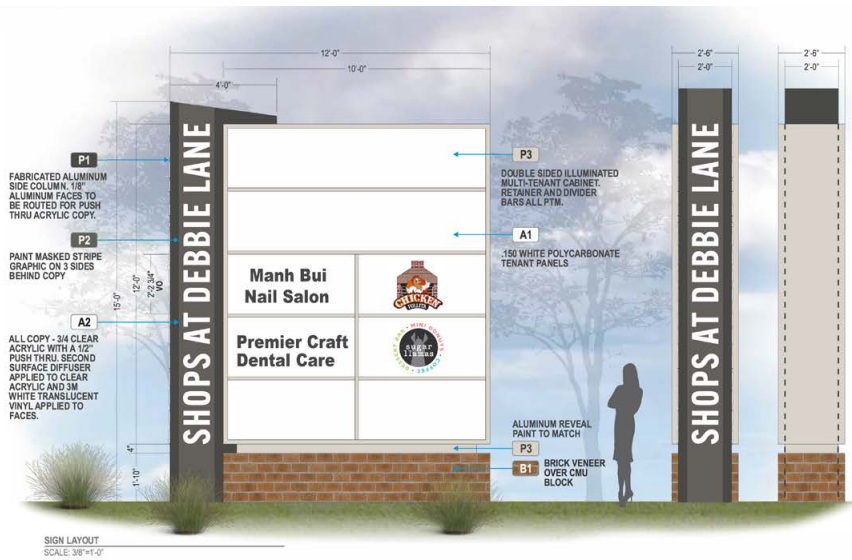 12'-0"
10'-0"
4'-0"
2'-6"
2'-0"
2'-6"
2'-0"
P1
FABRICATED ALUMINUM
SIDE COLUMN. 1/8"
ALUMINUM FACES TO
BE ROUTED FOR PUSH
THRU ACRYLIC COPY.
P2
PAINT MASKED STRIPE
GRAPHIC ON 3 SIDES
BEHIND COPY
A2
ALL COPY - 3/4 CLEAR
ACRYLIC WITH A 1/2"
PUSH THRU. SECOND
SURFACE DIFFUSER
APPLIED TO CLEAR
ACRYLIC AND 3M
WHITE TRANSLUCENT
VINYL APPLIED TO
FACES.
15'-0"
12'-0"
2'-2 3/4"
VO
4"
1'-10"
SHOPS AT DEBBIE LANE
Manh Bui
Nail Salon
CHICKEN
Premier Craft
Dental Care
MINI DONUTS • COFFEE • DESSERT BAR •
sugar
llamas
P3
DOUBLE SIDED ILLUMINATED
MULTI-TENANT CABINET.
RETAINER AND DIVIDER
BARS ALL PTM.
A1
.150 WHITE POLYCARBONATE
TENANT PANELS
ALUMINUM REVEAL
PAINT TO MATCH
P3
B1
BRICK VENEER
OVER CMU
BLOCK
SHOPS AT DEBBIE LANE
SIGN LAYOUT
SCALE: 3/8"=1'-0"